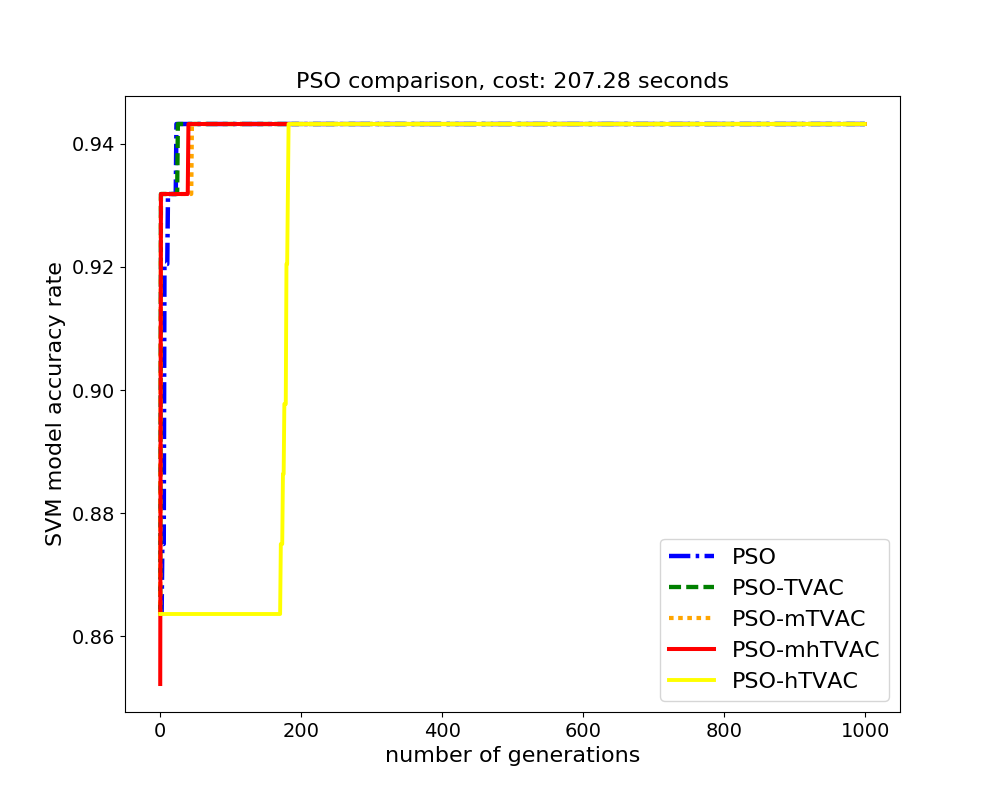 PSO comparison, cost: 207.28 seconds
SVM model accuracy rate
0.94
0.92
0.90
0.88
0.86
0
200
400
600
800
1000
number of generations
PSO
PSO-TVAC
PSO-mTVAC
PSO-mhTVAC
PSO-hTVAC